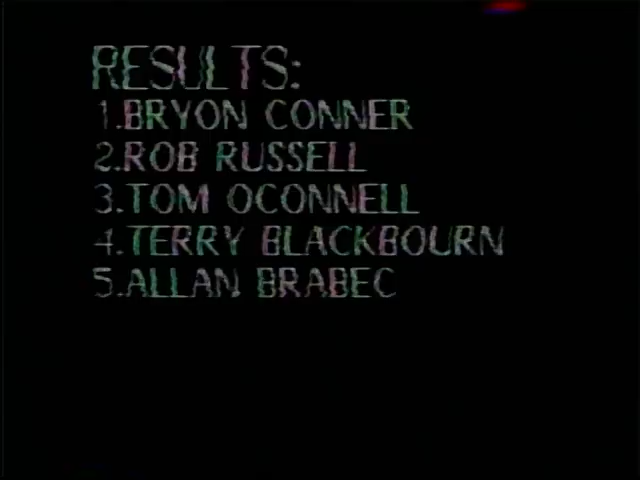 RESULTS:
1.BRYON CONNER
2.ROB RUSSELL
3.TOM OCONNELL
4.TERRY BLACKBOURN
5.ALLAN BRABEC